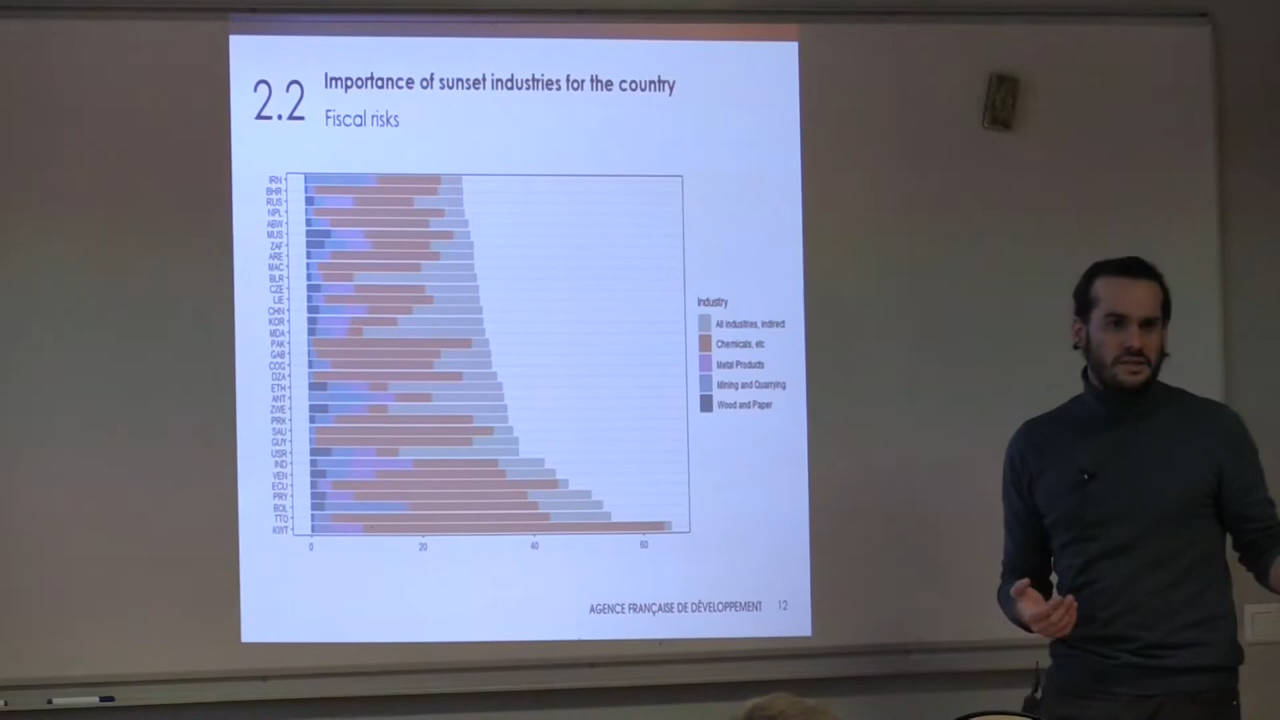 2.2
Importance of sunset industries for the country
Fiscal risks
IRN
BHR
RUS
NPL
ABW
MUS
ZAF
ARE
MAC
BLR
CZE
LIE
CHN
KOR
MDA
PAK
GAB
COG
DZA
ETH
ANT
ZWE
PRK
SAU
GUY
USR
IND
VEN
ECU
PRY
BOL
TTO
KWT
0 20 40 60
Industry
All Industries, indirect
Chemicals, etc
Metal Products
Mining and Quarrying
Wood and Paper
AGENCE FRANÇAISE DE DÉVELOPPEMENT 12